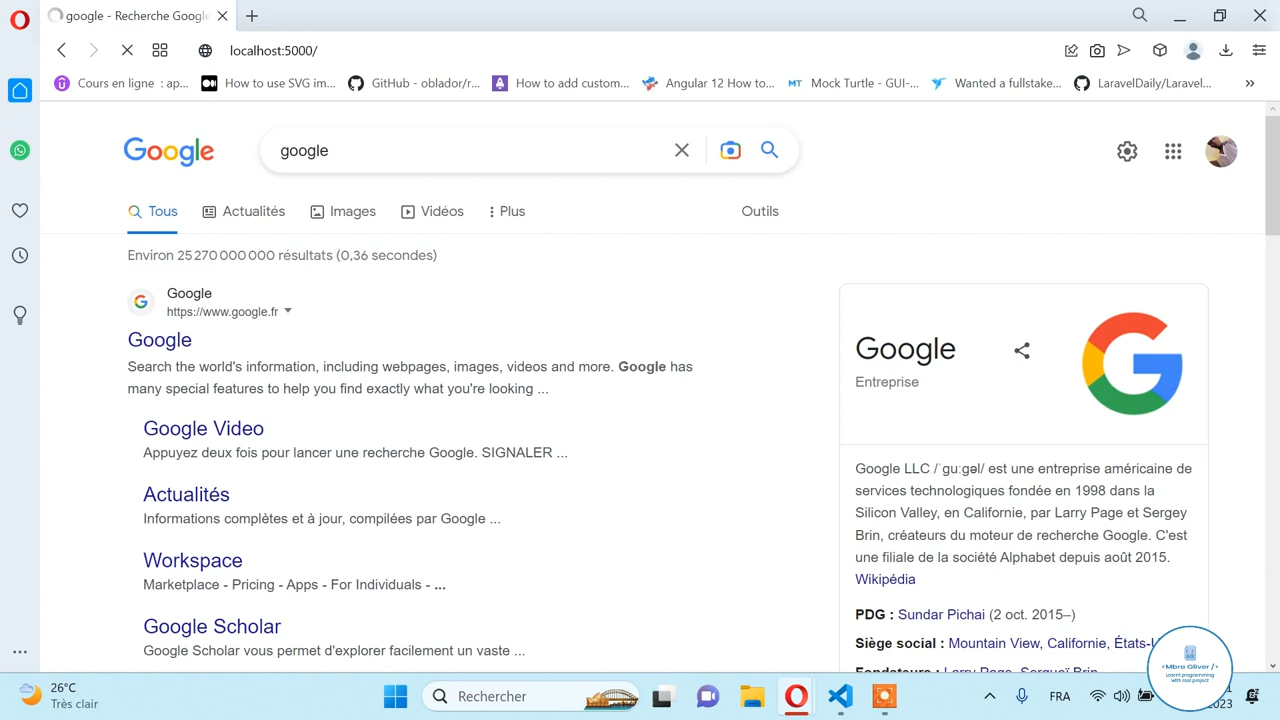 google - Recherche Google
localhost:5000/
Cours en ligne : ap...
How to use SVG im...
GitHub - oblador/r...
How to add custom...
Angular 12 How to...
MT
Mock Turtle - GUI-...
Wanted a fullstake...
LaravelDaily/Laravel...
Google
google
Tous
Actualités
Images
Vidéos
Plus
Outils
Environ 25 270 000 000 résultats (0,36 secondes)
Google
https://www.google.fr
Google
Search the world's information, including webpages, images, videos and more. Google has
many special features to help you find exactly what you're looking ...
Google Video
Appuyez deux fois pour lancer une recherche Google. SIGNALER ...
Actualités
Informations complètes et à jour, compilées par Google ...
Workspace
Marketplace - Pricing - Apps - For Individuals - ...
Google Scholar
Google Scholar vous permet d'explorer facilement un vaste ...
Google
Entreprise
Google LLC /ˈguːgəl/ est une entreprise américaine de
services technologiques fondée en 1998 dans la
Silicon Valley, en Californie, par Larry Page et Sergey
Brin, créateurs du moteur de recherche Google. C'est
une filiale de la société Alphabet depuis août 2015.
Wikipédia
PDG : Sundar Pichai (2 oct. 2015–)
Siège social : Mountain View, Californie,
Fondateurs : Larry Page, Sergueï Brin
<Mbra Oliver />
Learnt programming
with real project
26°C
Très clair
Rechercher
FRA
2023